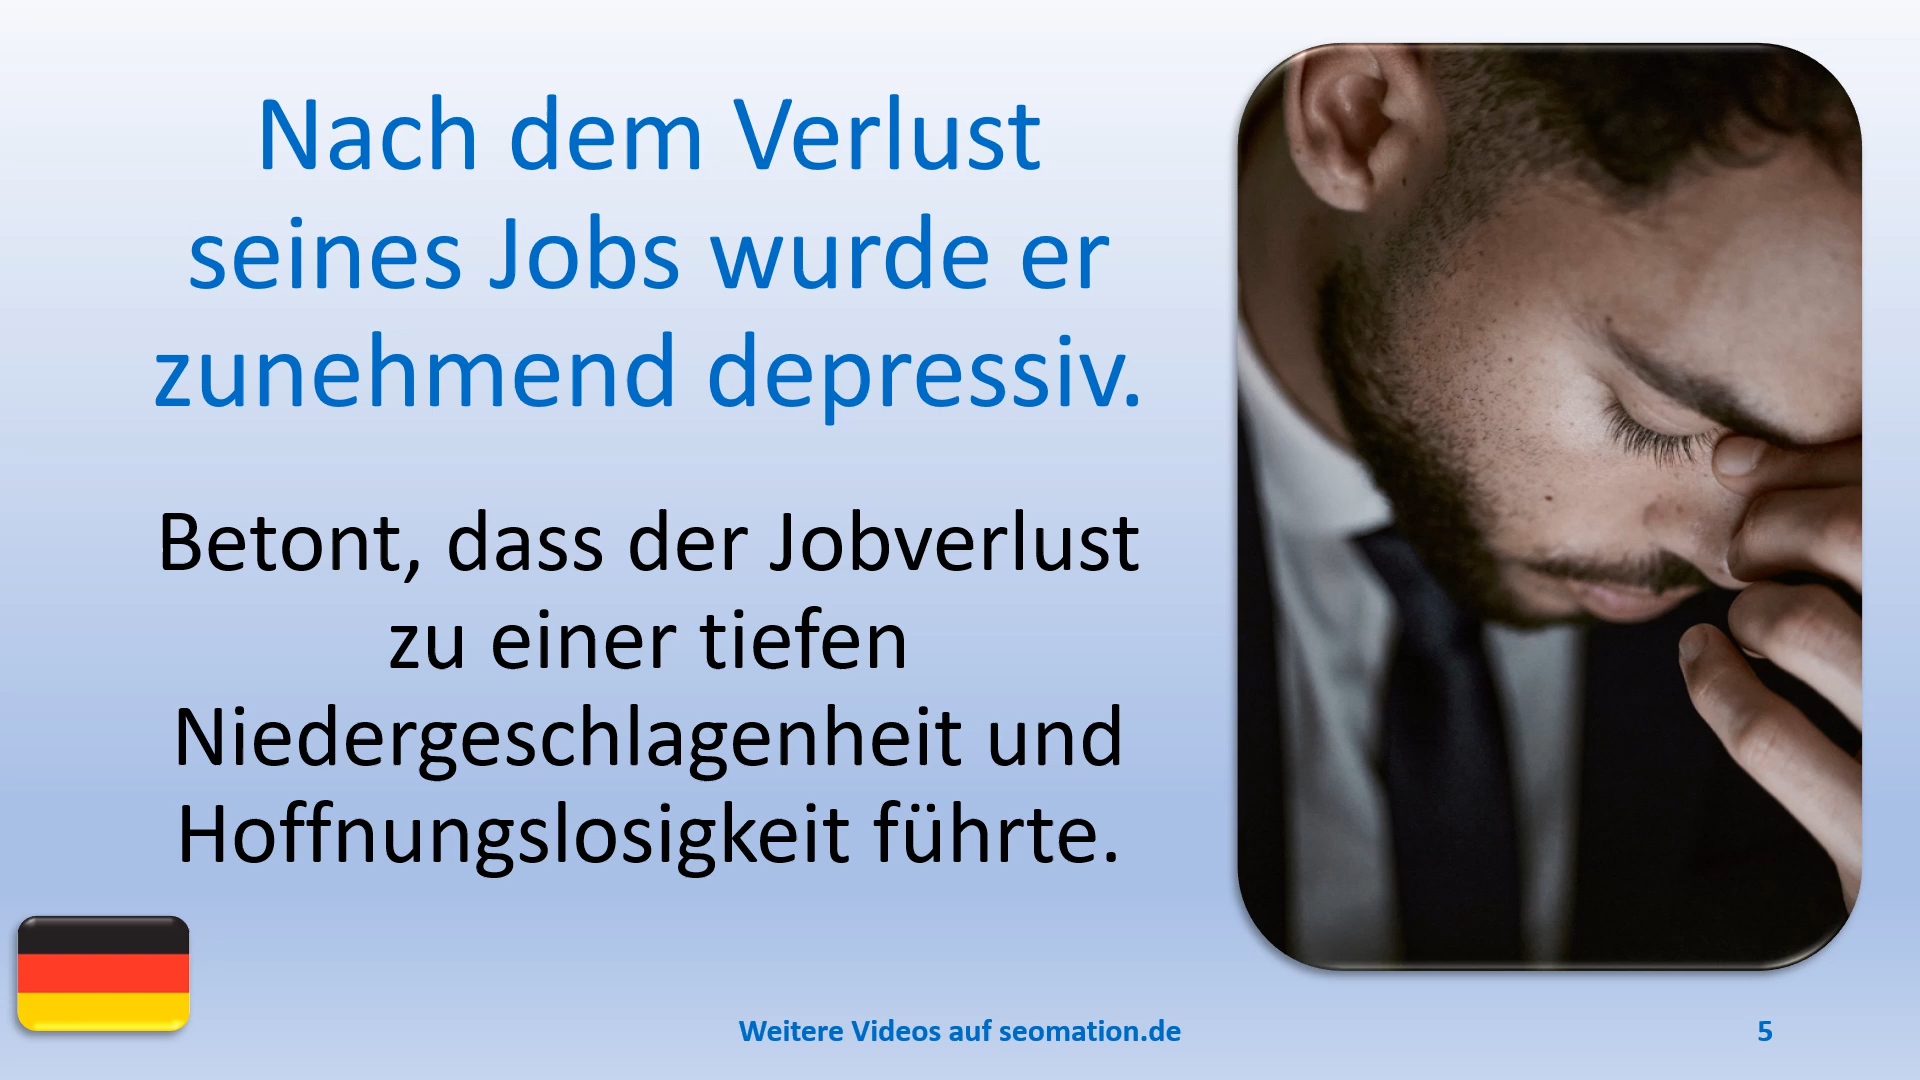 Nach dem Verlust
seines Jobs wurde er
zunehmend depressiv.
Betont, dass der Jobverlust
zu einer tiefen
Niedergeschlagenheit und
Hoffnungslosigkeit führte.
Weitere Videos auf seomation.de
5